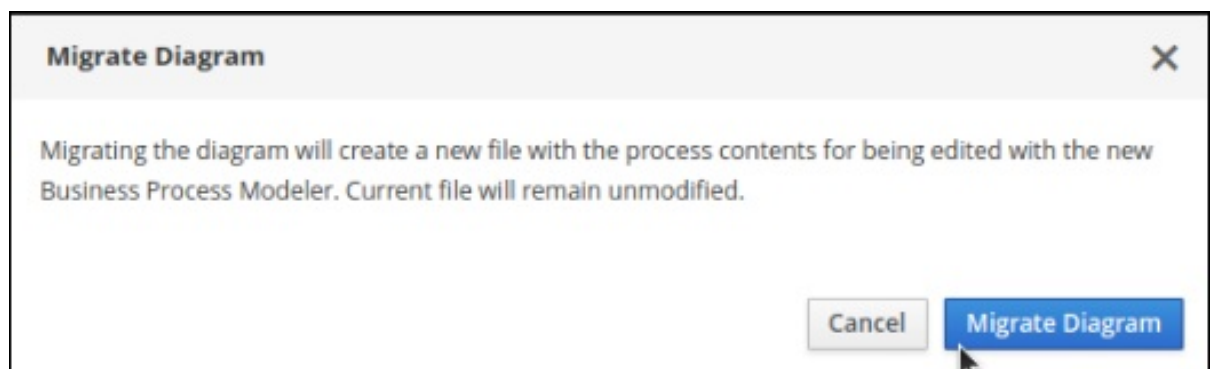 Migrate Diagram
Migrating the diagram will create a new file with the process contents for being edited with the new
Business Process Modeler. Current file will remain unmodified.
Cancel
Migrate Diagram